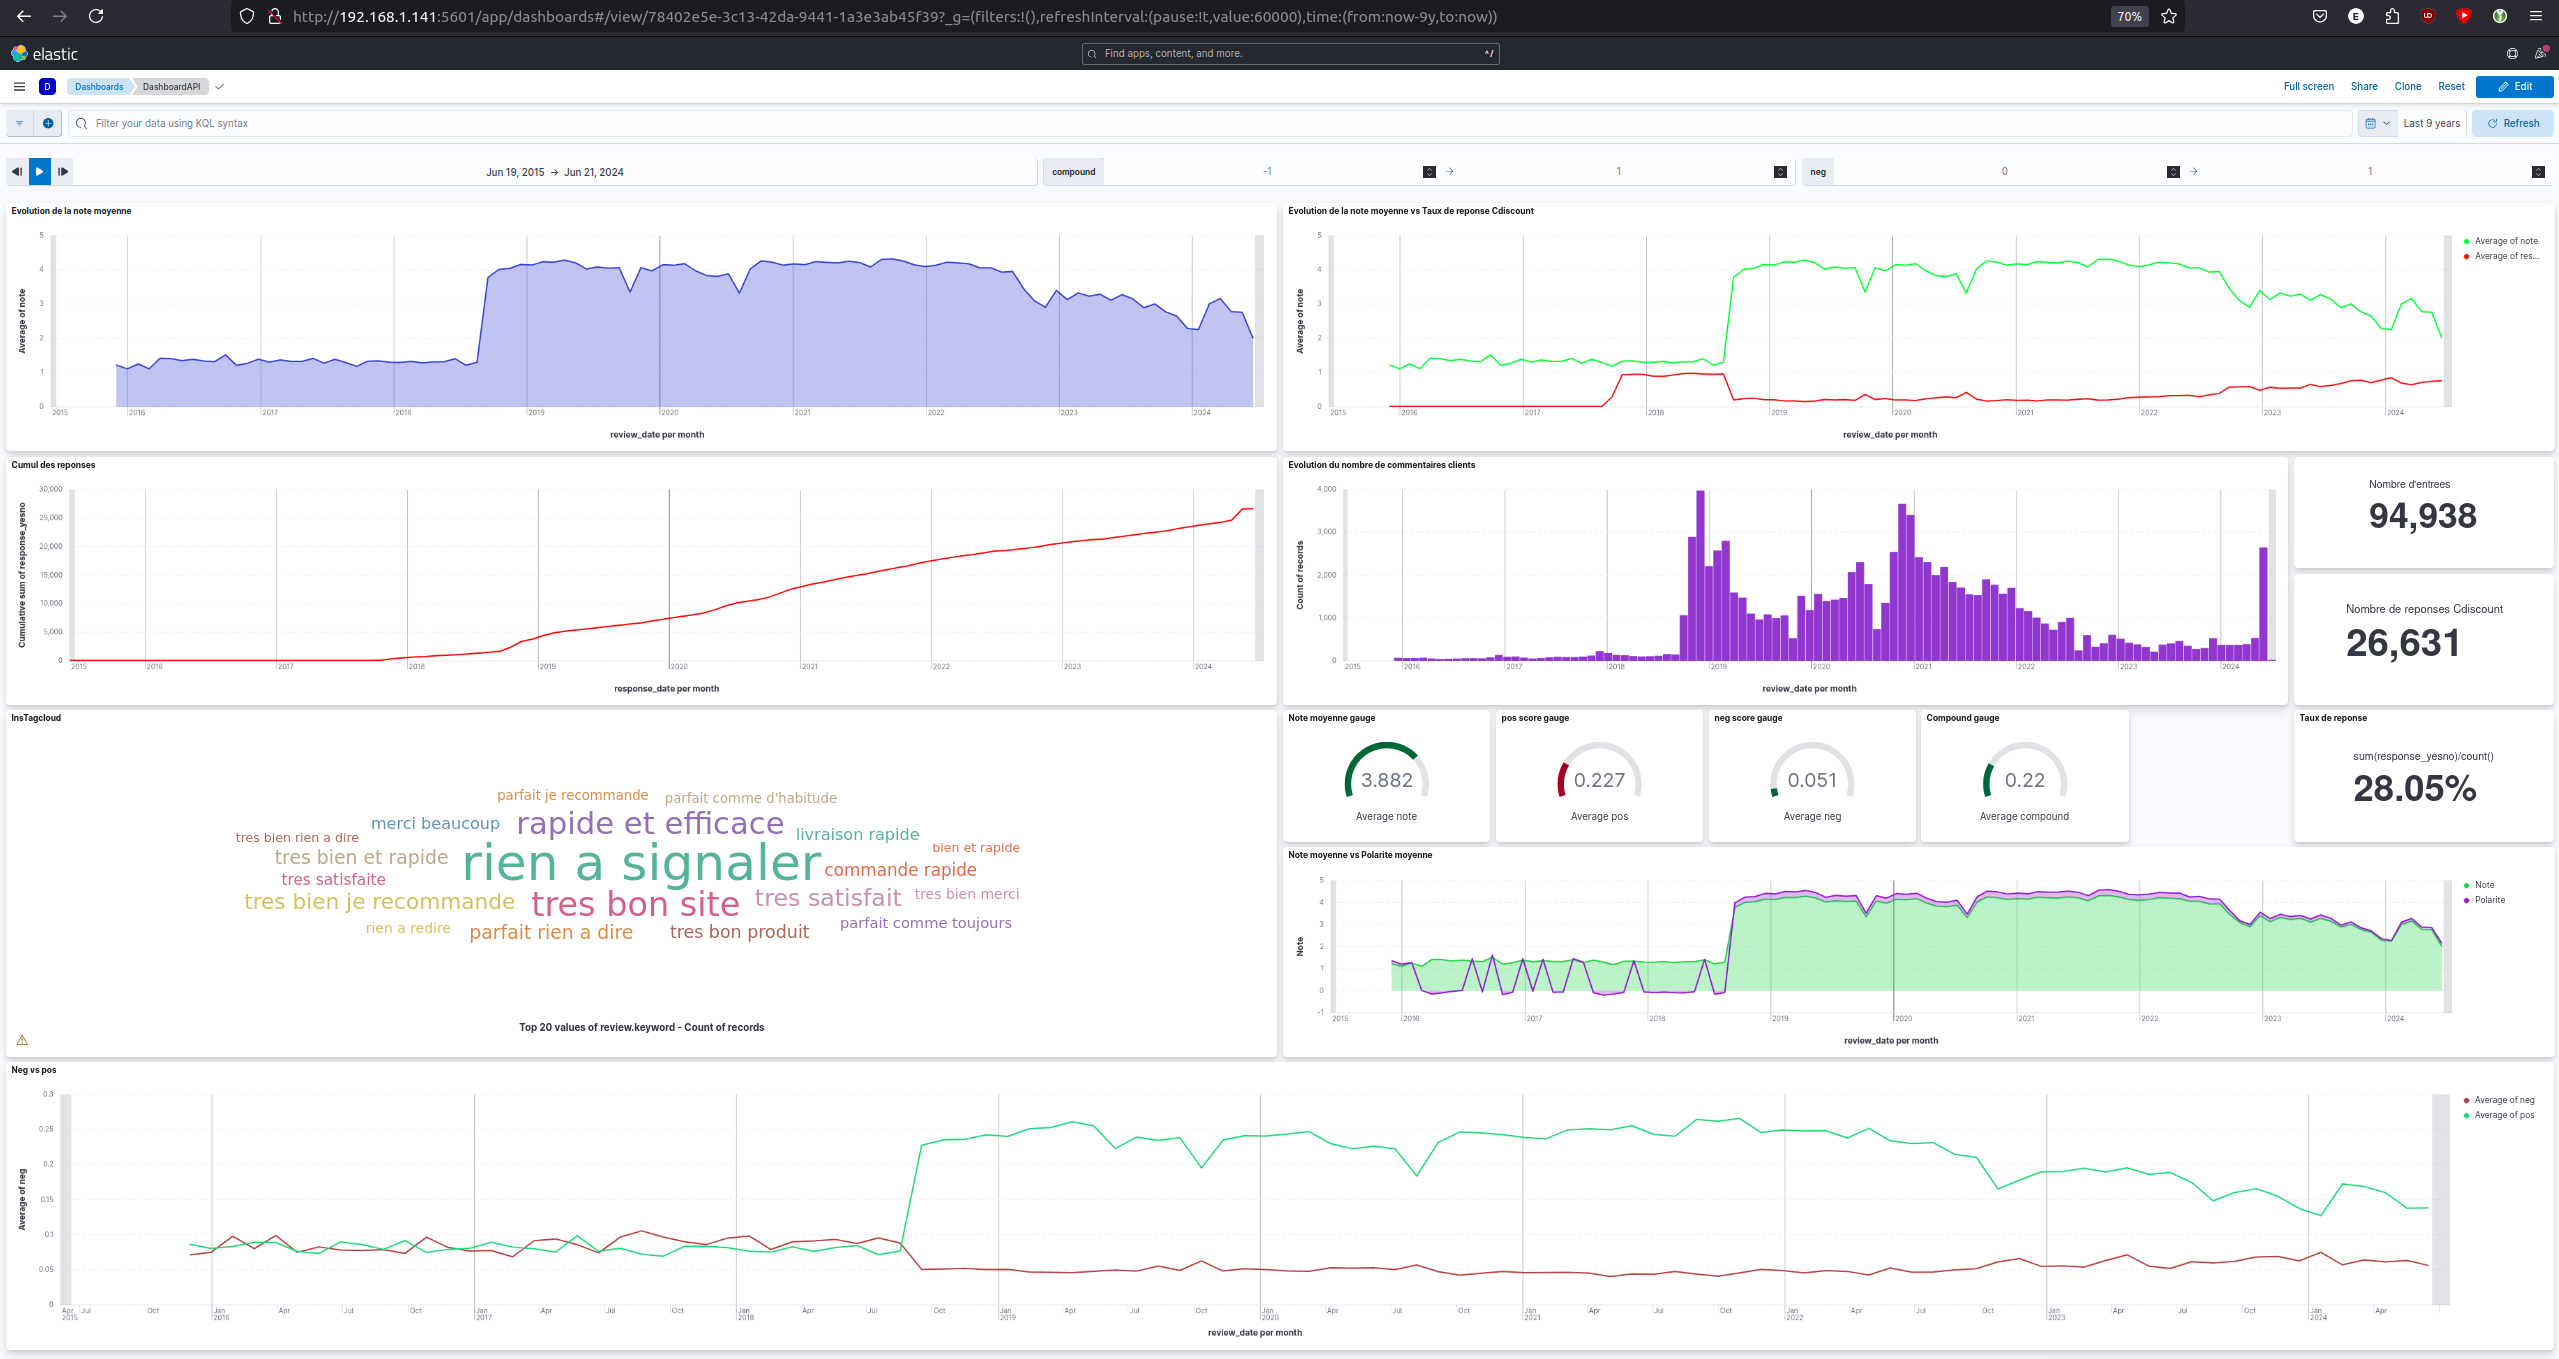 http://192.168.1.141:5601/app/dashboards#/view/78402e5e-3c13-42da-9441-1a3e3ab45f39?_g=(filters:!(),refreshInterval:(pause:!t,value:60000),time:(from:now-9y,to:now))
70%
elastic
Find apps, content, and more.
^/
D
Dashboards
DashboardAPI
Full screen
Share
Clone
Reset
Edit
Filter your data using KQL syntax
Last 9 years
Refresh
Jun 19, 2015 → Jun 21, 2024
compound
-1
→
1
neg
0
→
1
Evolution de la note moyenne
Average of note
5
4
3
2
1
0
2015 2016 2017 2018 2019 2020 2021 2022 2023 2024
review_date per month
Evolution de la note moyenne vs Taux de reponse Cdiscount
Average of note
5
4
3
2
1
0
2015 2016 2017 2018 2019 2020 2021 2022 2023 2024
review_date per month
Average of note
Average of res...
Cumul des reponses
Cumulative sum of response_yesno
30,000
25,000
20,000
15,000
10,000
5,000
0
2015 2016 2017 2018 2019 2020 2021 2022 2023 2024
response_date per month
Evolution du nombre de commentaires clients
Count of records
4,000
3,000
2,000
1,000
0
2015 2016 2017 2018 2019 2020 2021 2022 2023 2024
review_date per month
Nombre d'entrees
94,938
Nombre de reponses Cdiscount
26,631
InsTagcloud
parfait je recommande
parfait comme d'habitude
merci beaucoup
rapide et efficace
livraison rapide
tres bien rien a dire
bien et rapide
tres bien et rapide
rien a signaler
commande rapide
tres satisfaite
tres bien je recommande
tres bon site
tres satisfait
tres bien merci
rien a redire
parfait rien a dire
tres bon produit
parfait comme toujours
Top 20 values of review.keyword - Count of records
Note moyenne gauge
3.882
Average note
pos score gauge
0.227
Average pos
neg score gauge
0.051
Average neg
Compound gauge
0.22
Average compound
Taux de reponse
sum(response_yesno)/count()
28.05%
Note moyenne vs Polarite moyenne
Note
5
4
3
2
1
0
-1
2015 2016 2017 2018 2019 2020 2021 2022 2023 2024
review_date per month
Note
Polarite
Neg vs pos
Average of neg
0.3
0.25
0.2
0.15
0.1
0.05
0
Apr Jul Oct Jan Apr Jul Oct Jan Apr Jul Oct Jan Apr Jul Oct Jan Apr Jul Oct Jan Apr Jul Oct Jan Apr Jul Oct Jan Apr Jul Oct Jan Apr Jul Oct Jan Apr
2015 2016 2017 2018 2019 2020 2021 2022 2023 2024
review_date per month
Average of neg
Average of pos